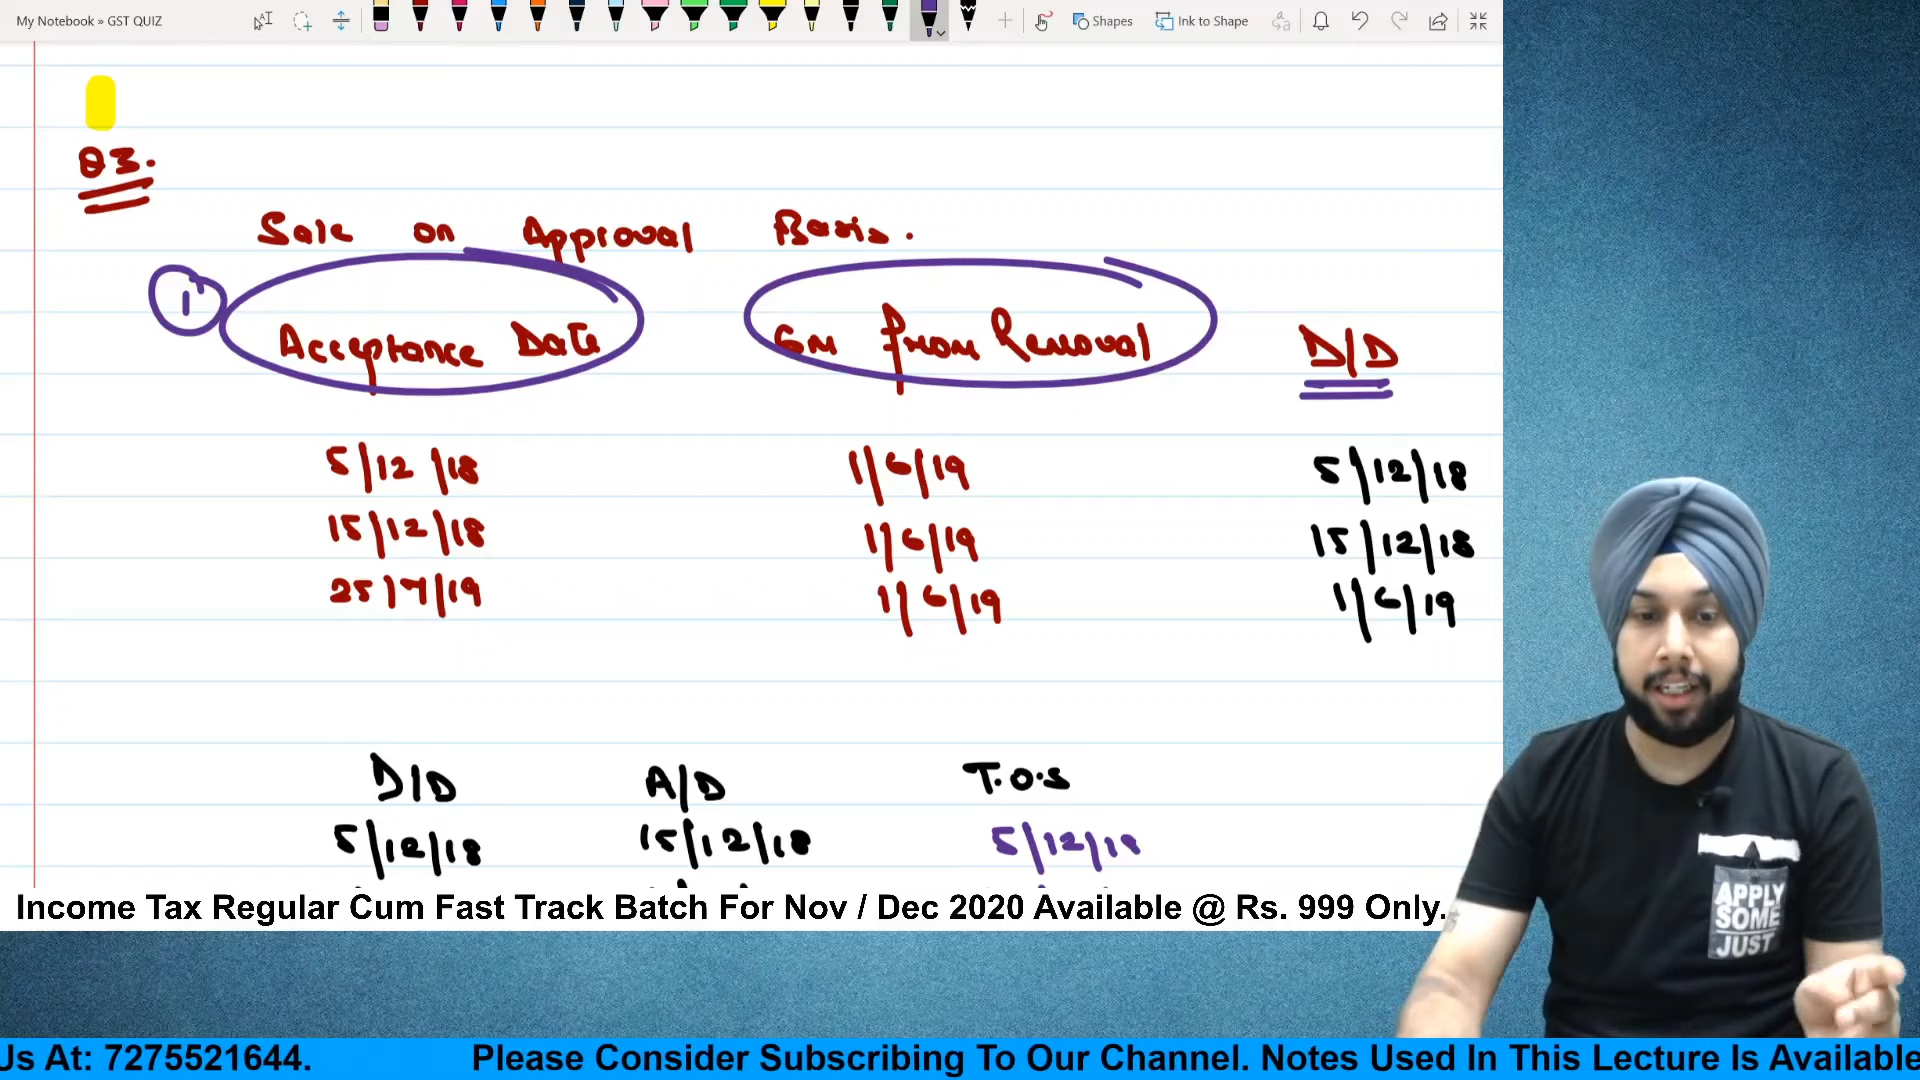 My Notebook » GST QUIZ
Shapes
Ink to Shape
Q3.
Sale on Approval Basis.
1
Acceptance Date 6m from Removal D/D
5/12/18 1/6/19 5/12/18
15/12/18 1/6/19 15/12/18
25/7/19 1/6/19 1/6/19
D/D A/D T.O.S
5/12/18 15/12/18 5/12/18
APPLY
SOME
JUST
Income Tax Regular Cum Fast Track Batch For Nov / Dec 2020 Available @ Rs. 999 Only.
Us At: 7275521644. Please Consider Subscribing To Our Channel. Notes Used In This Lecture Is Available